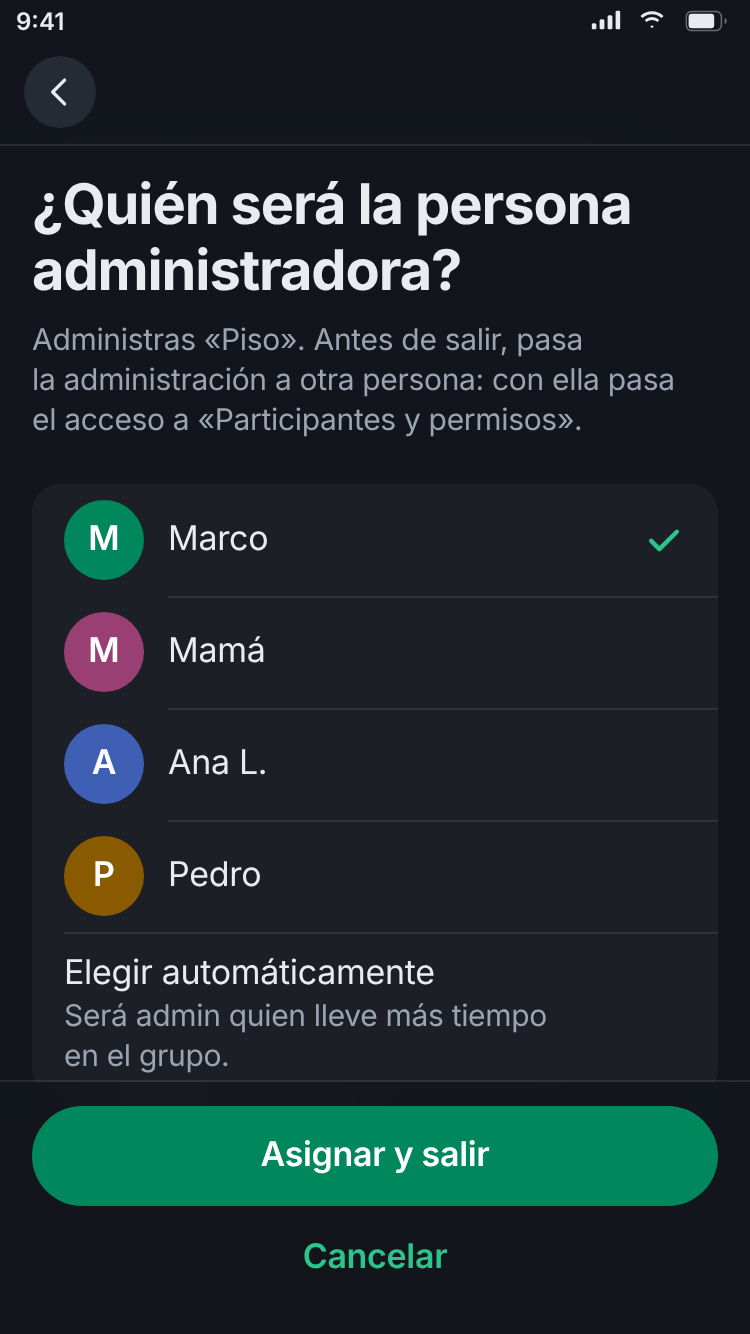 9:41
¿Quién será la persona
administradora?
Administras «Piso». Antes de salir, pasa
la administración a otra persona: con ella pasa
el acceso a «Participantes y permisos».
M Marco
M Mamá
A Ana L.
P Pedro
Elegir automáticamente
Será admin quien lleve más tiempo
en el grupo.
Asignar y salir
Cancelar